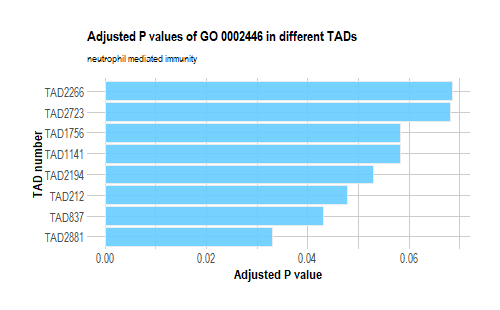 Adjusted P values of GO 0002446 in different TADs
neutrophil mediated immunity
TAD number
TAD2266
TAD2723
TAD1756
TAD1141
TAD2194
TAD212
TAD837
TAD2881
0.00 0.02 0.04 0.06
Adjusted P value